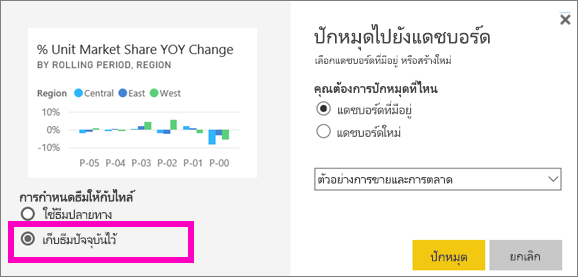 % Unit Market Share YOY Change
BY ROLLING PERIOD, REGION
Region Central East West
10%
0%
-10%
P-05 P-04 P-03 P-02 P-01 P-00
การกำหนดธีมให้กับไทล์
ใช้ธีมปลายทาง
เก็บธีมปัจจุบันไว้
ปักหมุดไปยังแดชบอร์ด
เลือกแดชบอร์ดที่มีอยู่ หรือสร้างใหม่
คุณต้องการปักหมุดที่ไหน
แดชบอร์ดที่มีอยู่
แดชบอร์ดใหม่
ตัวอย่างการขายและการตลาด
ปักหมุด ยกเลิก